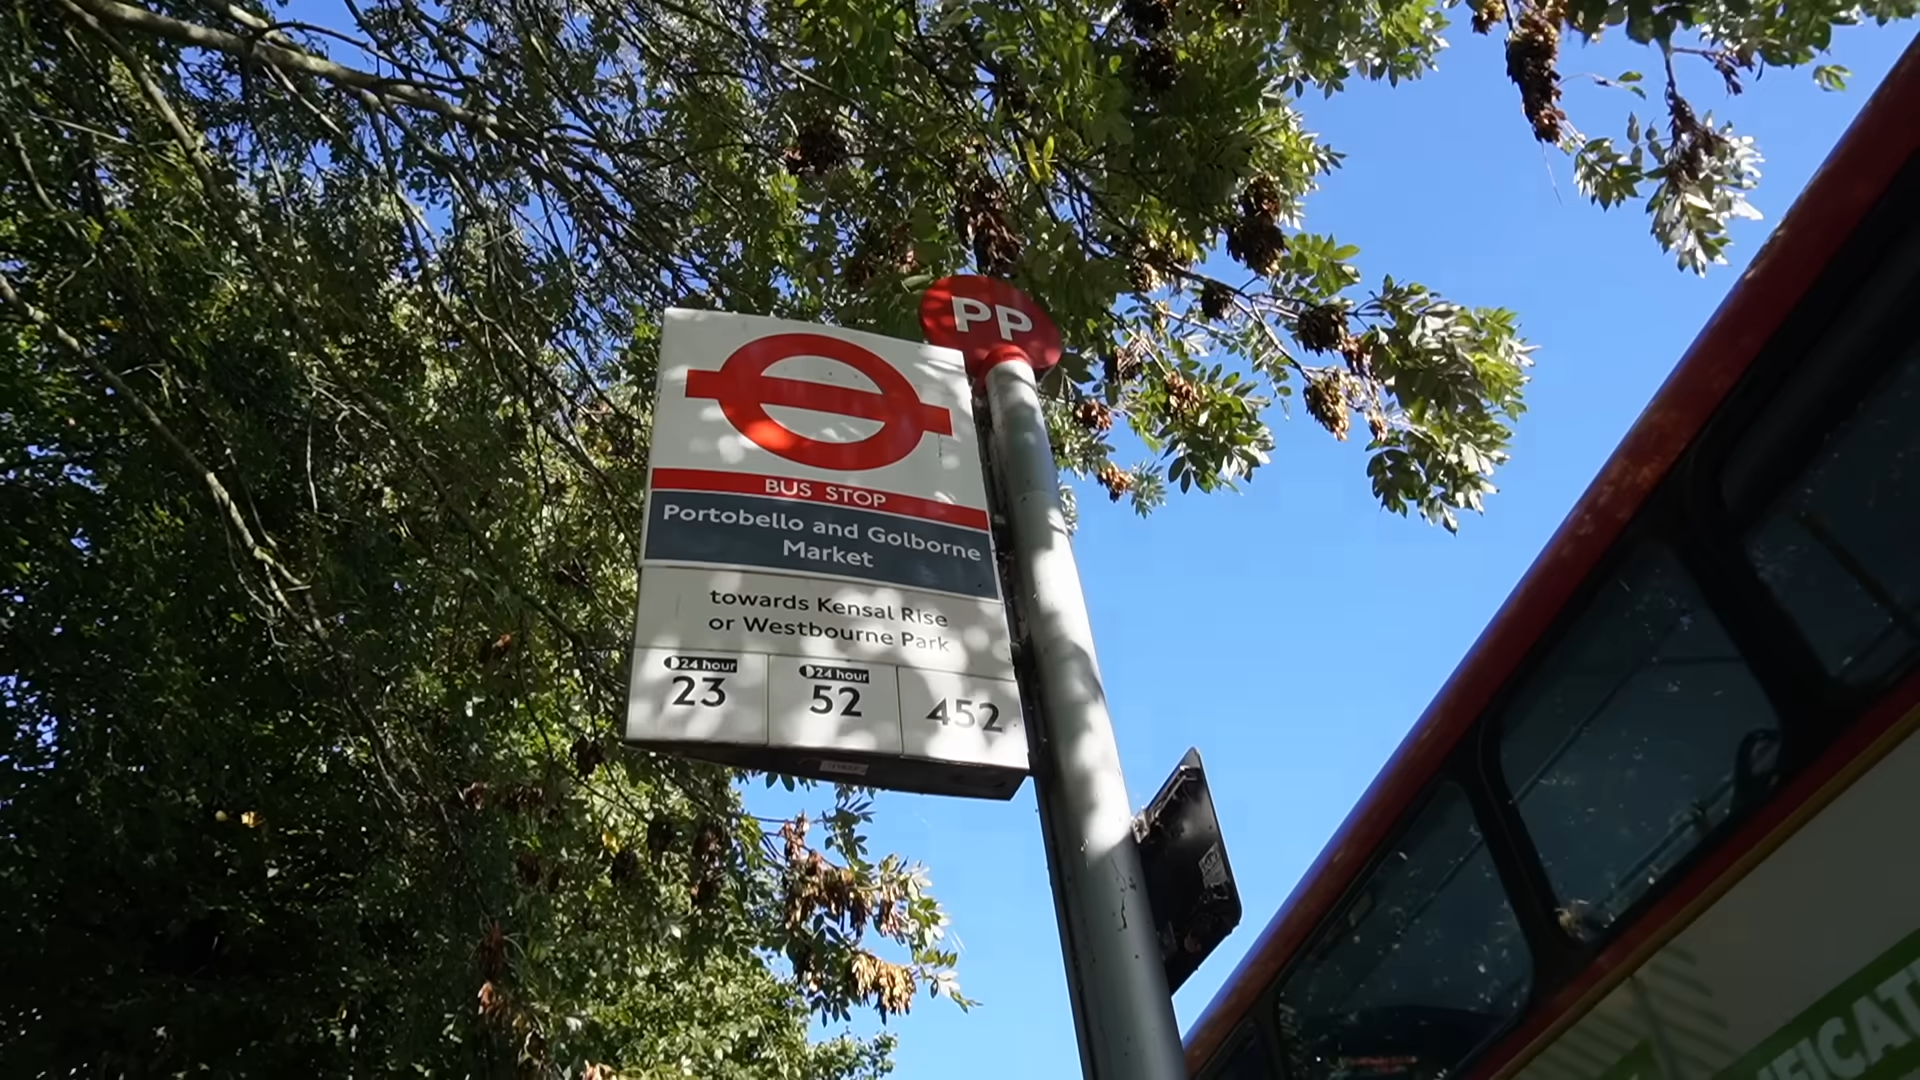 PP
BUS STOP
Portobello and Golborne
Market
towards Kensal Rise
or Westbourne Park
24 hour
23
24 hour
52
452